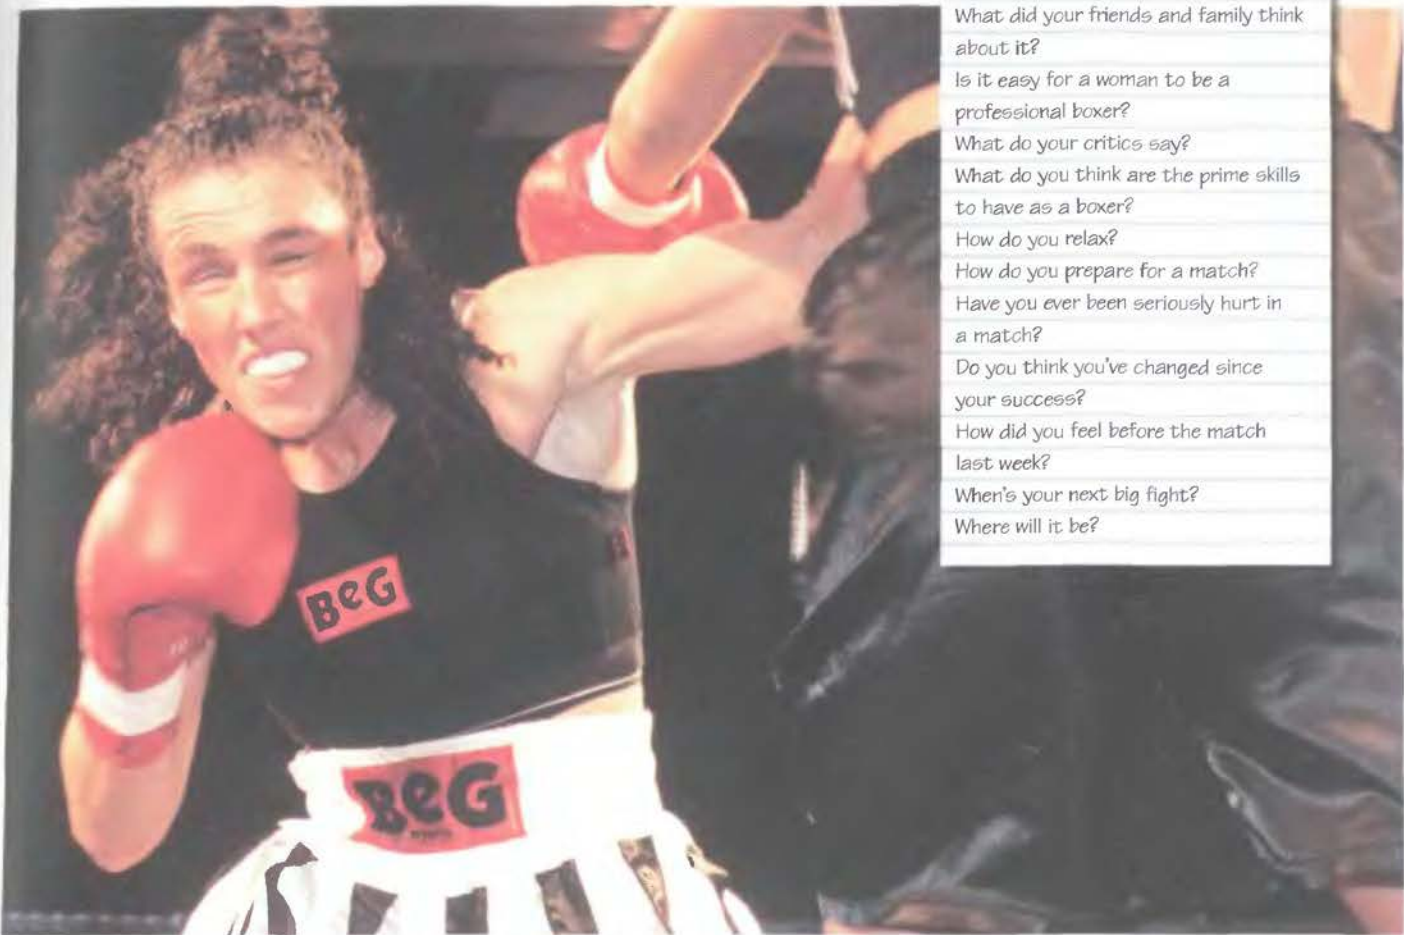 What did your friends and family think
about it?
Is it easy for a woman to be a
professional boxer?
What do your critics say?
What do you think are the prime skills
to have as a boxer?
How do you relax?
How do you prepare for a match?
Have you ever been seriously hurt in
a match?
Do you think you've changed since
your success?
How did you feel before the match
last week?
When's your next big fight?
Where will it be?
BeG
BeG